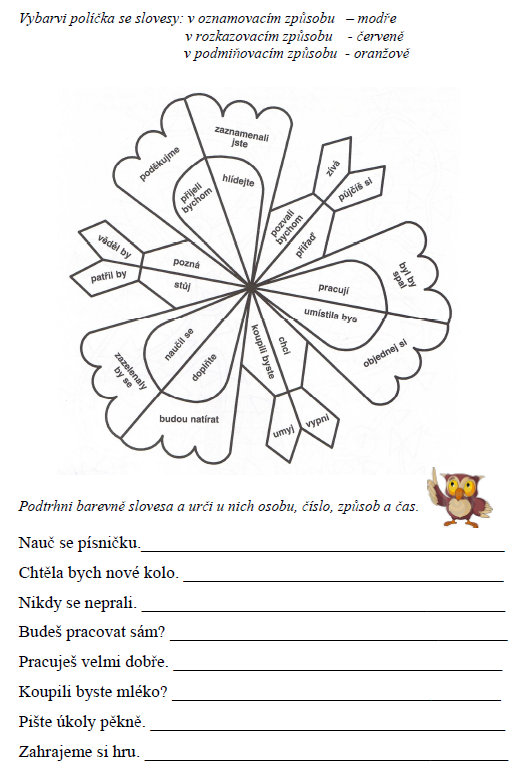 Vybarvi políčka se slovesy: v oznamovacím způsobu – modře
v rozkazovacím způsobu - červeně
v podmiňovacím způsobu - oranžově
zaznamenali
jste
poděkujme
hlídejte
přijeli
bychom
zívá
půjčíš si
pozvali
bychom
přiřaď
věděl by
patřil by
pozná
stůj
byl by
spal
pracují
umístila bys
objednej si
naučil se
doplňte
zazelenaly
by se
budou natírat
chci
koupili byste
umyj
vypni
Podtrhni barevně slovesa a urči u nich osobu, číslo, způsob a čas.
Nauč se písničku.
Chtěla bych nové kolo.
Nikdy se neprali.
Budeš pracovat sám?
Pracuješ velmi dobře.
Koupili byste mléko?
Pište úkoly pěkně.
Zahrajeme si hru.